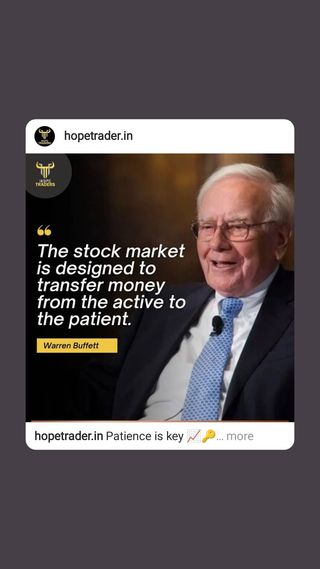 hopetrader.in
TRADERS
The stock market
is designed to
transfer money
from the active to
the patient.
Warren Buffett
hopetrader.in Patience is key 📈🔑... more